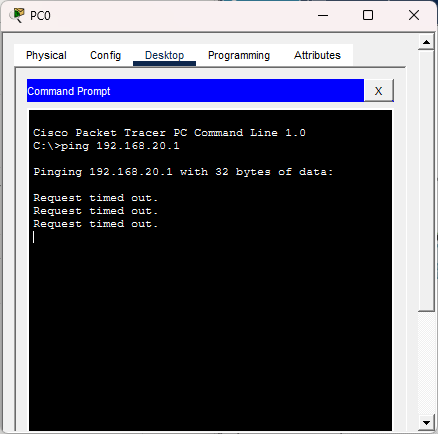 PC0
Physical Config Desktop Programming Attributes
Command Prompt X
Cisco Packet Tracer PC Command Line 1.0
C:\>ping 192.168.20.1
Pinging 192.168.20.1 with 32 bytes of data:
Request timed out.
Request timed out.
Request timed out.